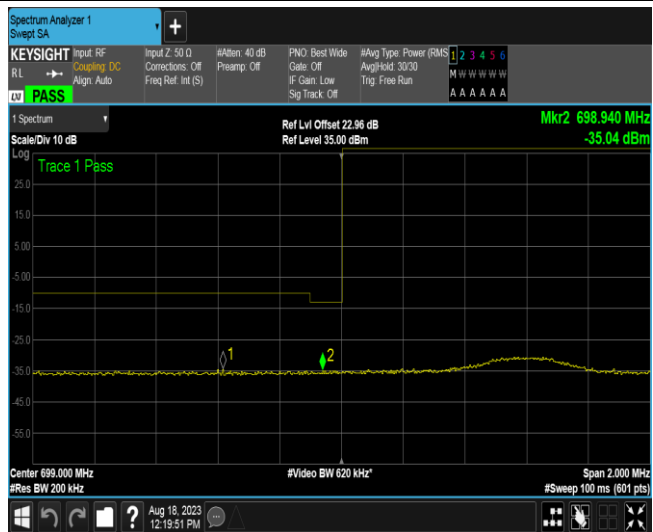 Spectrum Analyzer 1
Swept SA
+
KEYSIGHT
RL
LXI PASS
Input: RF
Coupling: DC
Align: Auto
Input Z: 50 Ω
Corrections: Off
Freq Ref: Int (S)
#Atten: 40 dB
Preamp: Off
PNO: Best Wide
Gate: Off
IF Gain: Low
Sig Track: Off
#Avg Type: Power (RMS
Avg|Hold: 30/30
Trig: Free Run
1 2 3 4 5 6
M W W W W W
A A A A A A
1 Spectrum
Scale/Div 10 dB
Ref Lvl Offset 22.96 dB
Ref Level 35.00 dBm
Mkr2 698.940 MHz
-35.04 dBm
Log
Trace 1 Pass
25.0
15.0
5.00
-5.00
-15.0
-25.0
-35.0
-45.0
-55.0
1
2
Center 699.000 MHz
#Res BW 200 kHz
#Video BW 620 kHz*
Span 2.000 MHz
#Sweep 100 ms (601 pts)
?
Aug 18, 2023
12:19:51 PM